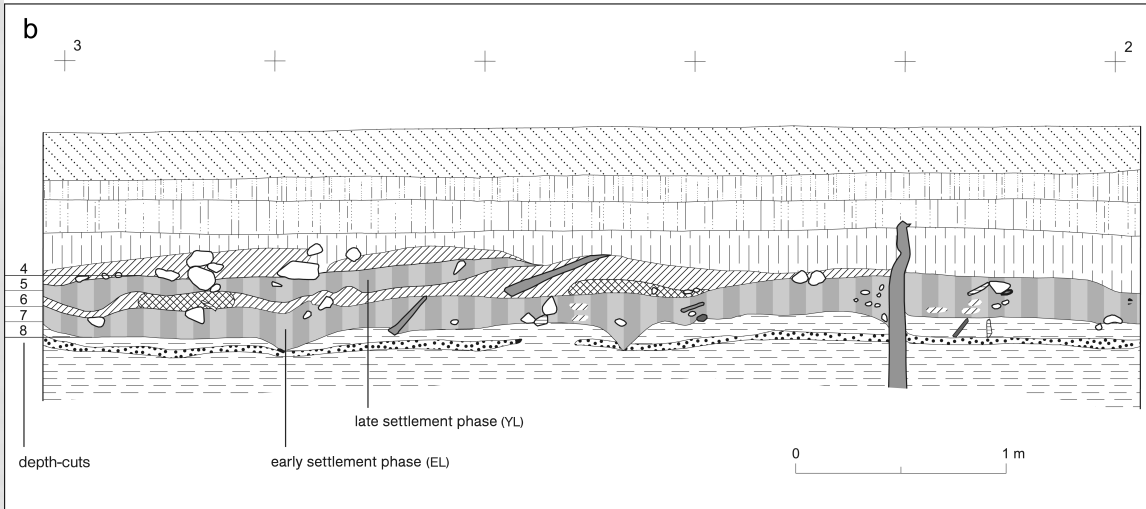 b
3
2
4
5
6
7
8
late settlement phase (YL)
depth-cuts
early settlement phase (EL)
0
1 m